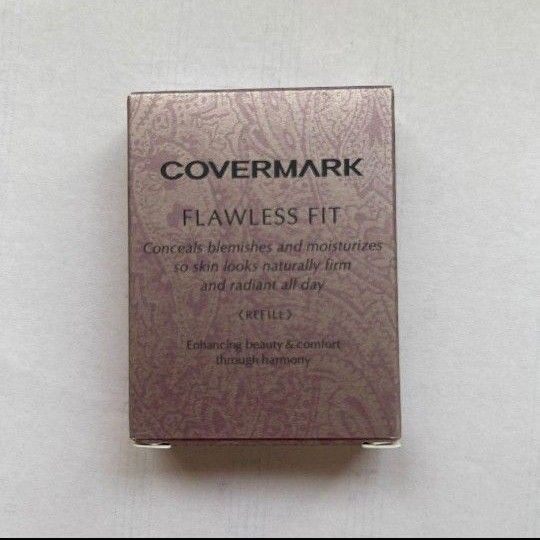 COVERMARK
FLAWLESS FIT
Conceals blemishes and moisturizes
so skin looks naturally firm
and radiant all day
《REFILL》
Enhancing beauty & comfort
through harmony